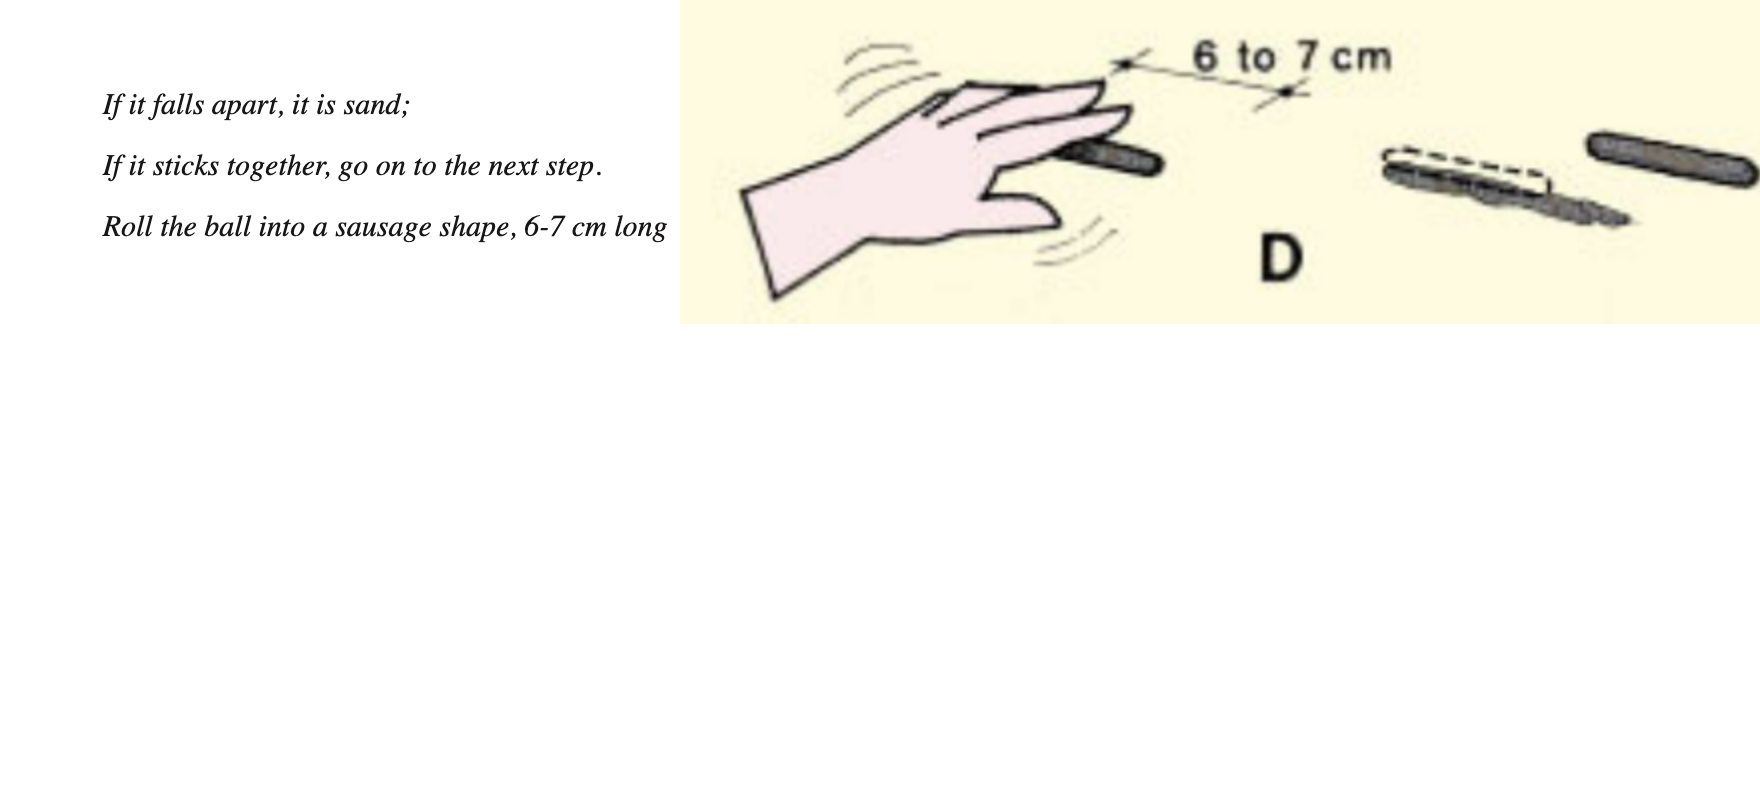 If it falls apart, it is sand;
If it sticks together, go on to the next step.
Roll the ball into a sausage shape, 6-7 cm long
6 to 7 cm
D